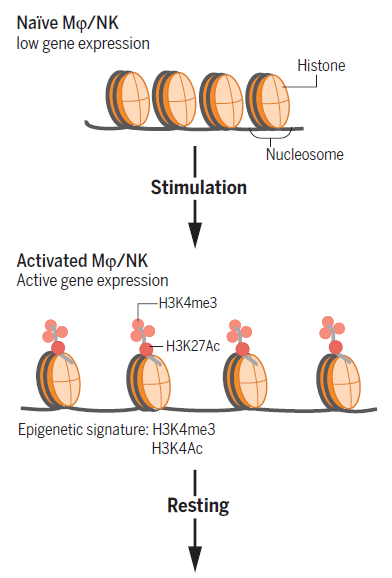 Naïve Mφ/NK
low gene expression
Histone
Nucleosome
Stimulation
Activated Mφ/NK
Active gene expression
H3K4me3
H3K27Ac
Epigenetic signature: H3K4me3
H3K4Ac
Resting